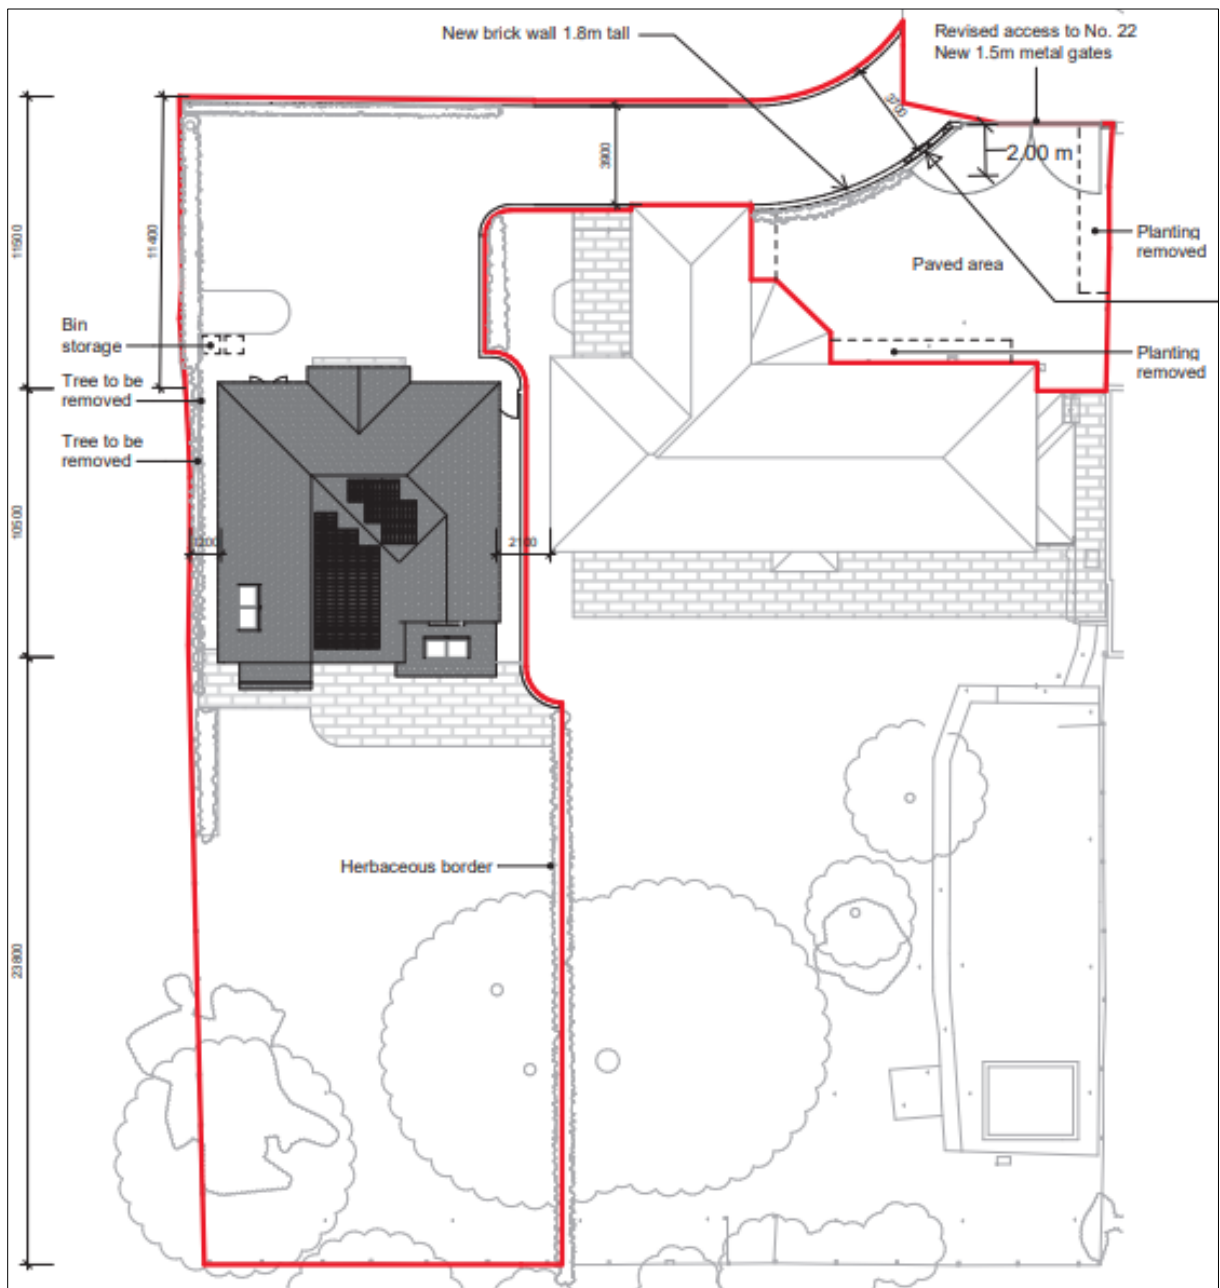 New brick wall 1.8m tall
Revised access to No. 22
New 1.5m metal gates
3700
2.00 m
3900
11500
11400
Planting
removed
Paved area
Bin
storage
Planting
removed
Tree to be
removed
Tree to be
removed
10500
1200
2100
Herbaceous border
23800